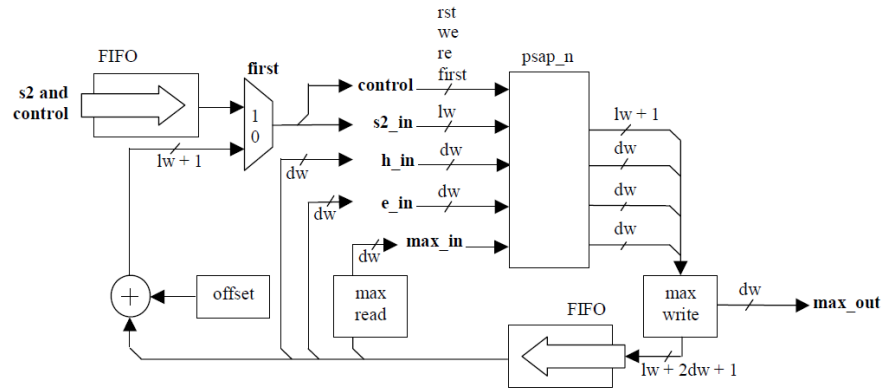 rst
we
re
first
FIFO
first
psap_n
s2 and
control
1
0
control
s2_in
lw
h_in
dw
e_in
dw
max_in
lw + 1
dw
dw
dw
lw + 1
dw
dw
dw
offset
max
read
FIFO
max
write
dw
max_out
+
lw + 2dw + 1